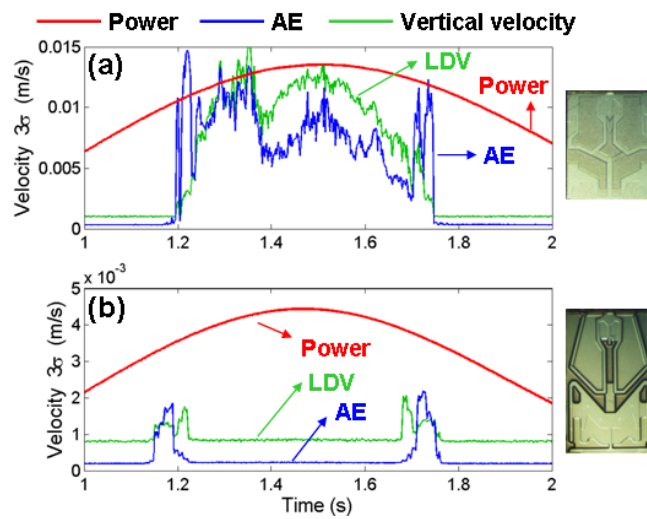 Power AE Vertical velocity
(a)
0.015
0.01
0.005
0
Velocity 3σ (m/s)
LDV
Power
AE
1 1.2 1.4 1.6 1.8 2
5 x 10⁻³
(b)
4
3
2
1
0
Velocity 3σ (m/s)
Power
LDV
AE
1 1.2 1.4 1.6 1.8 2
Time (s)